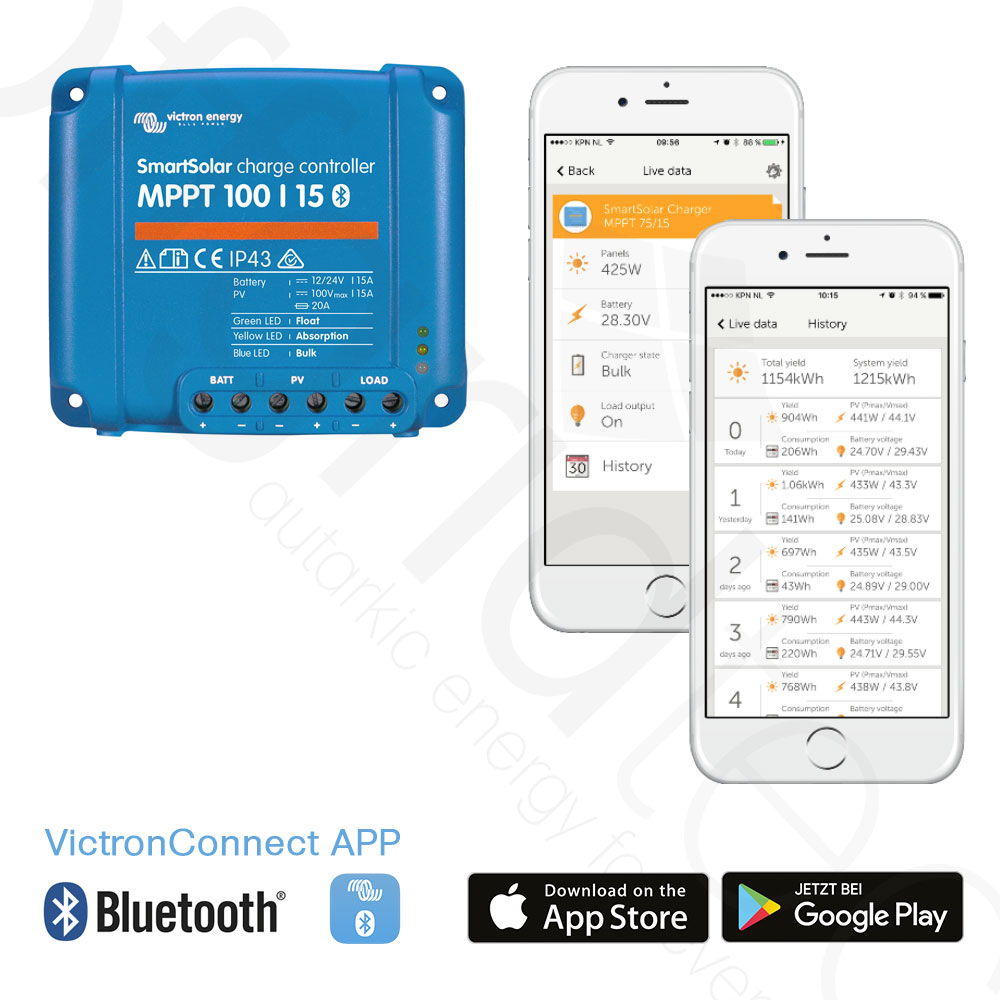 victron energy
BLUE POWER
SmartSolar charge controller
MPPT 100 | 15
CE IP43
Battery 12/24V | 15A
PV 100Vmax | 15A
20A
Green LED Float
Yellow LED Absorption
Blue LED Bulk
BATT PV LOAD
+ − − + − +
KPN NL 09:56 88 %
Back Live data
SmartSolar Charger
MPPT 75/15
Panels
425W
Battery
28.30V
Charger state
Bulk
Load output
On
30 History
KPN NL 10:15 94 %
Live data History
Total yield System yield
1154kWh 1215kWh
Yield PV (Pmax/Vmax)
0 904Wh 441W / 44.1V
Today Consumption Battery voltage
206Wh 24.70V / 29.43V
Yield PV (Pmax/Vmax)
1 1.06kWh 433W / 43.3V
Yesterday Consumption Battery voltage
141Wh 25.08V / 28.83V
Yield PV (Pmax/Vmax)
2 697Wh 435W / 43.5V
days ago Consumption Battery voltage
43Wh 24.89V / 29.00V
Yield PV (Pmax/Vmax)
3 790Wh 443W / 44.3V
days ago Consumption Battery voltage
220Wh 24.71V / 29.55V
Yield PV (Pmax/Vmax)
4 768Wh 438W / 43.8V
Consumption Battery voltage
autarkic energy
VictronConnect APP
Bluetooth®
Download on the
App Store
JETZT BEI
Google Play